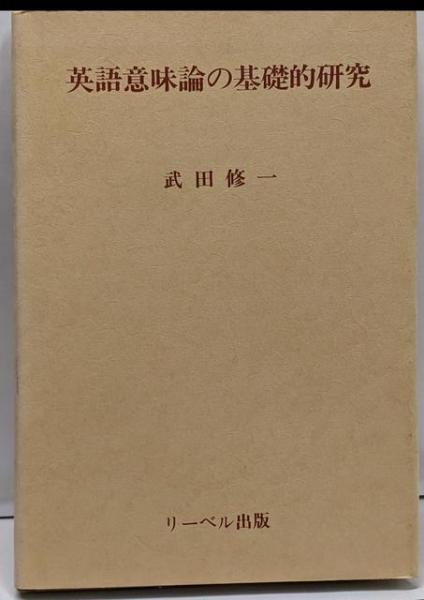 英語意味論の基礎的研究
武田修一
リーベル出版